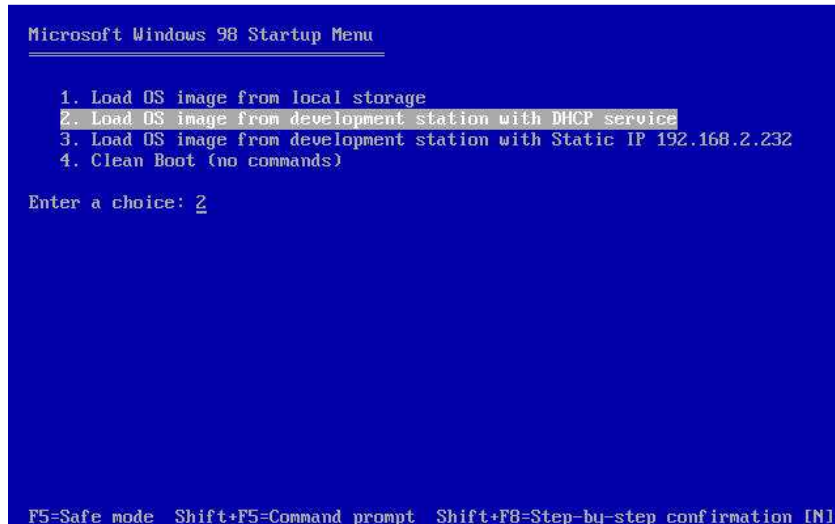 Microsoft Windows 98 Startup Menu
1. Load OS image from local storage
2. Load OS image from development station with DHCP service
3. Load OS image from development station with Static IP 192.168.2.232
4. Clean Boot (no commands)
Enter a choice: 2
F5=Safe mode Shift+F5=Command prompt Shift+F8=Step-by-step confirmation [N]